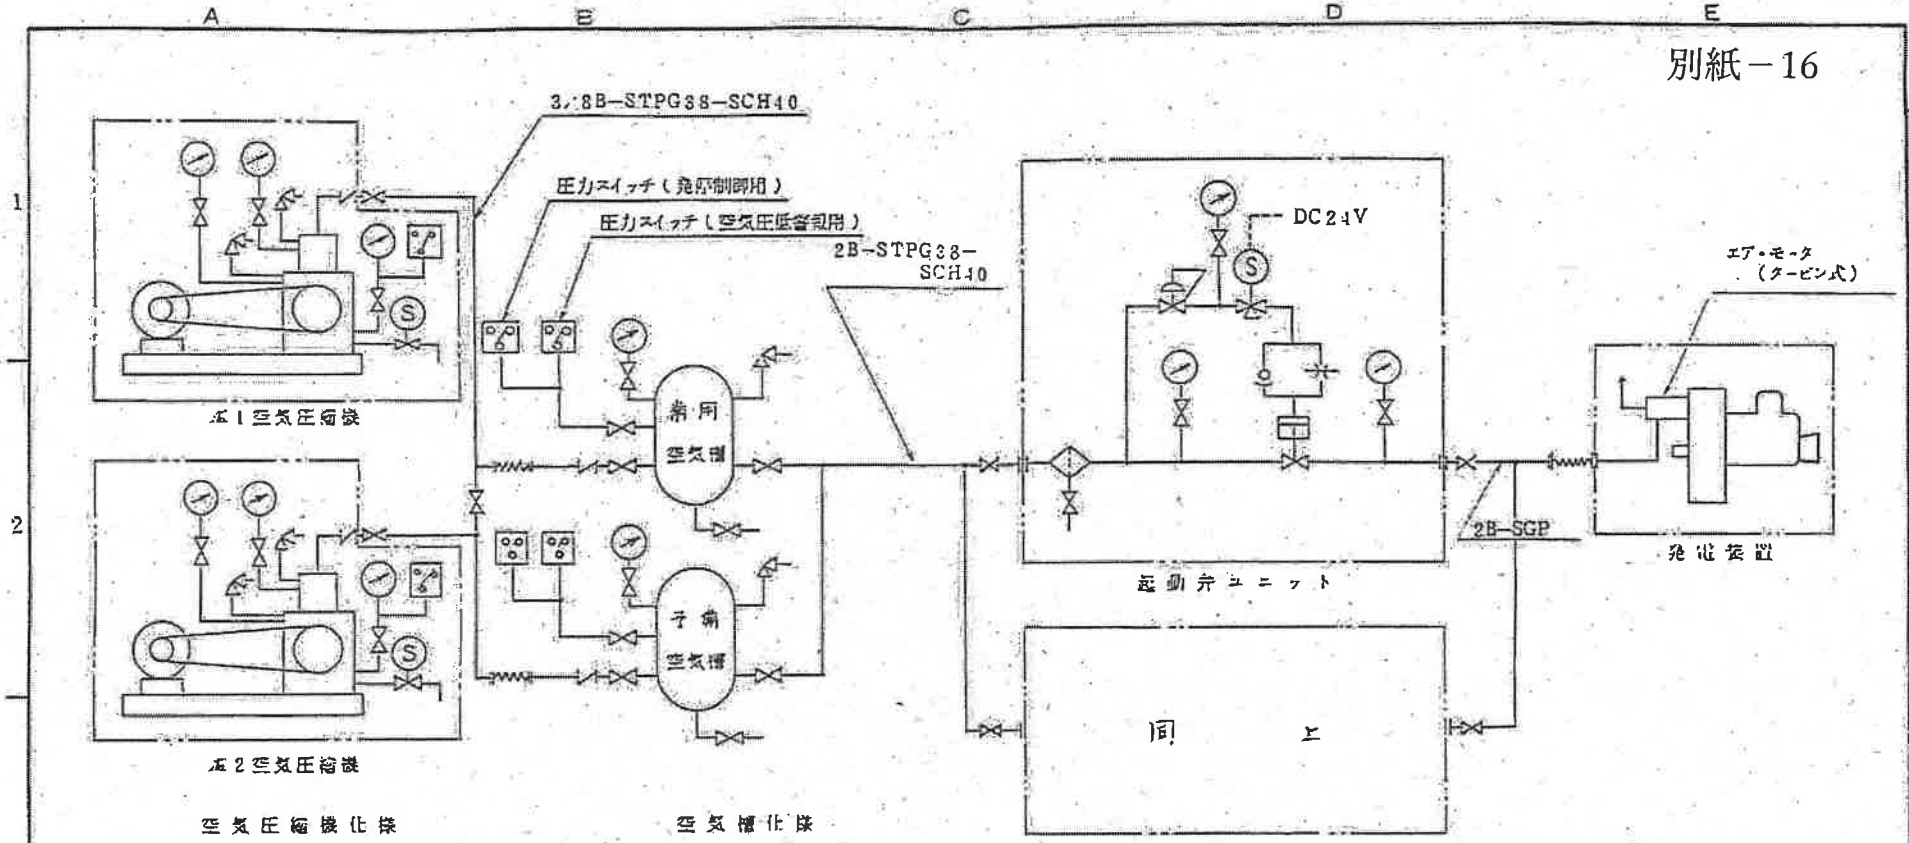 A B C D E
別紙－16
3/8B-STPG38-SCH40
圧力スイッチ(発停制御用)
圧力スイッチ(空気圧低警報用)
2B-STPG38-
SCH40
DC24V
エア・モータ
(タービン式)
1
S
S
常用
空気槽
№1空気圧縮機
2
2B-SGP
発電装置
起動弁ユニット
S
予備
空気槽
同上
№2空気圧縮機
空気圧縮機仕様
空気槽仕様